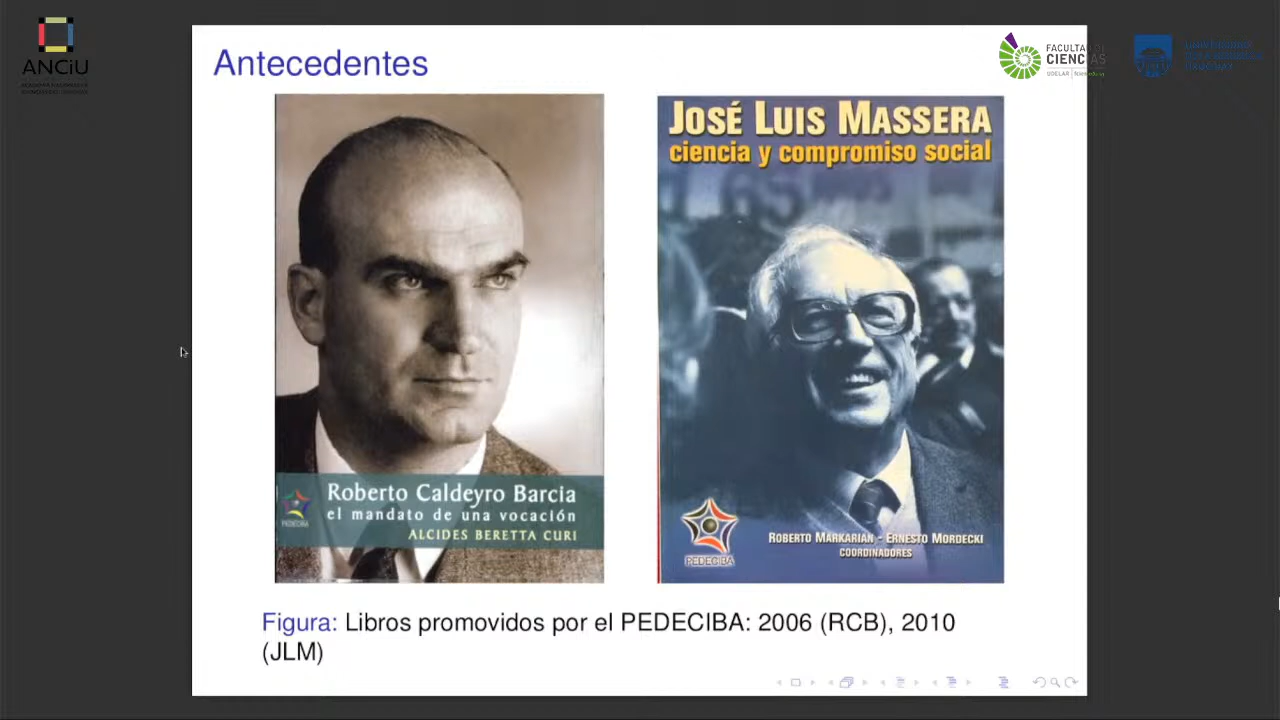 ANCiU
Antecedentes
FACULTAD DE
CIENCIAS
UDELAR
JOSÉ LUIS MASSERA
ciencia y compromiso social
Roberto Caldeyro Barcia
el mandato de una vocación
ALCIDES BERETTA CURI
PEDECIBA
ROBERTO MARKARIAN - ERNESTO MORDECKI
COORDINADORES
PEDECIBA
Figura: Libros promovidos por el PEDECIBA: 2006 (RCB), 2010
(JLM)